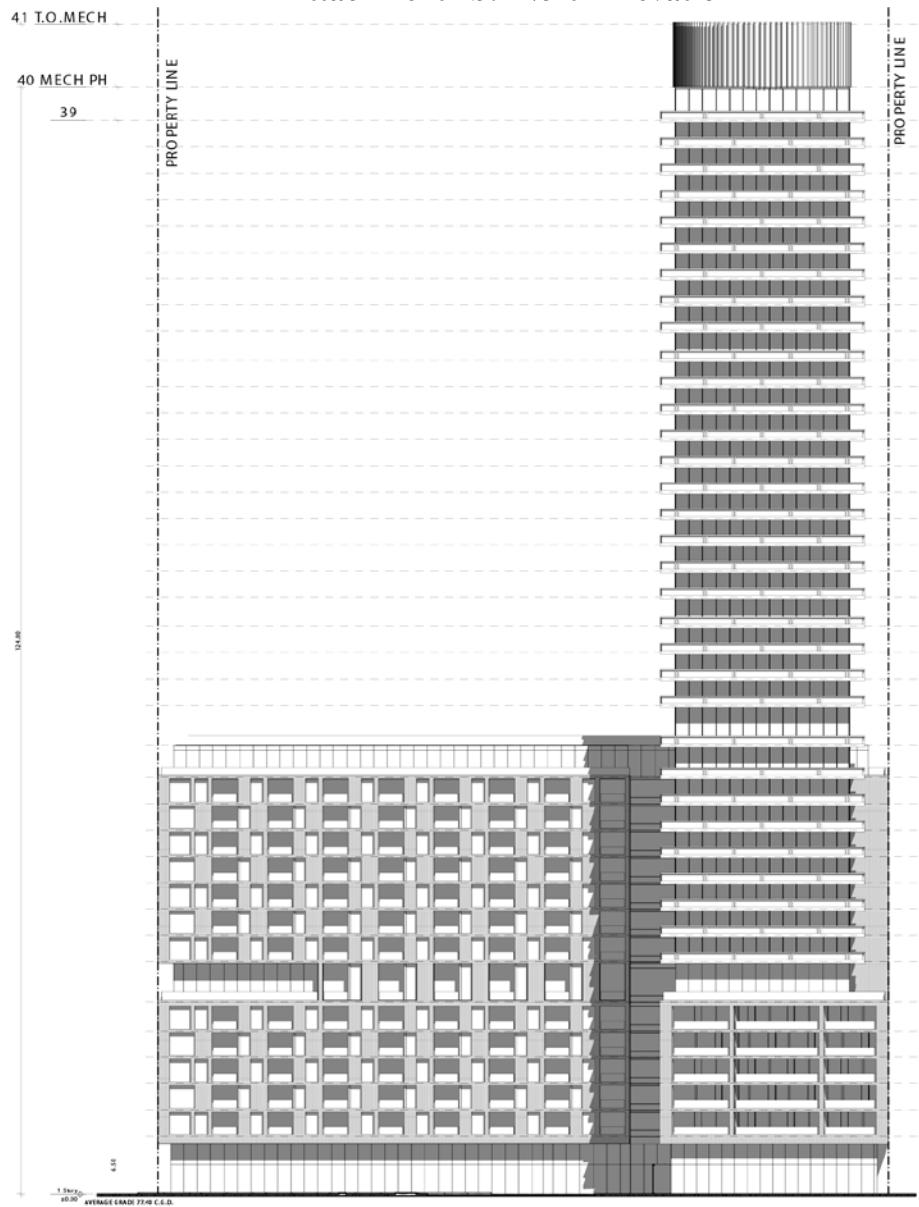 41 T.O.MECH
40 MECH PH
39
PROPERTY LINE
PROPERTY LINE
124.00
6.50
1 Story
±0.00
AVERAGE GRADE 77.40 C.G.D.